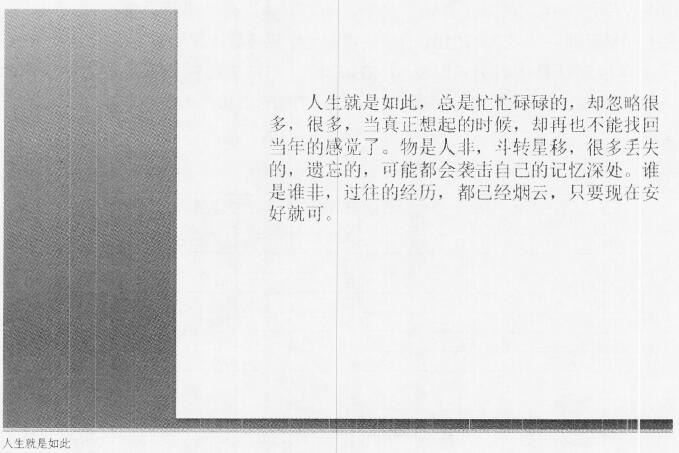 人生就是如此，总是忙忙碌碌的，却忽略很
多，很多，当真正想起的时候，却再也不能找回
当年的感觉了。物是人非，斗转星移，很多丢失
的，遗忘的，可能都会袭击自己的记忆深处。谁
是谁非，过往的经历，都已经烟云，只要现在安
好就可。
人生就是如此